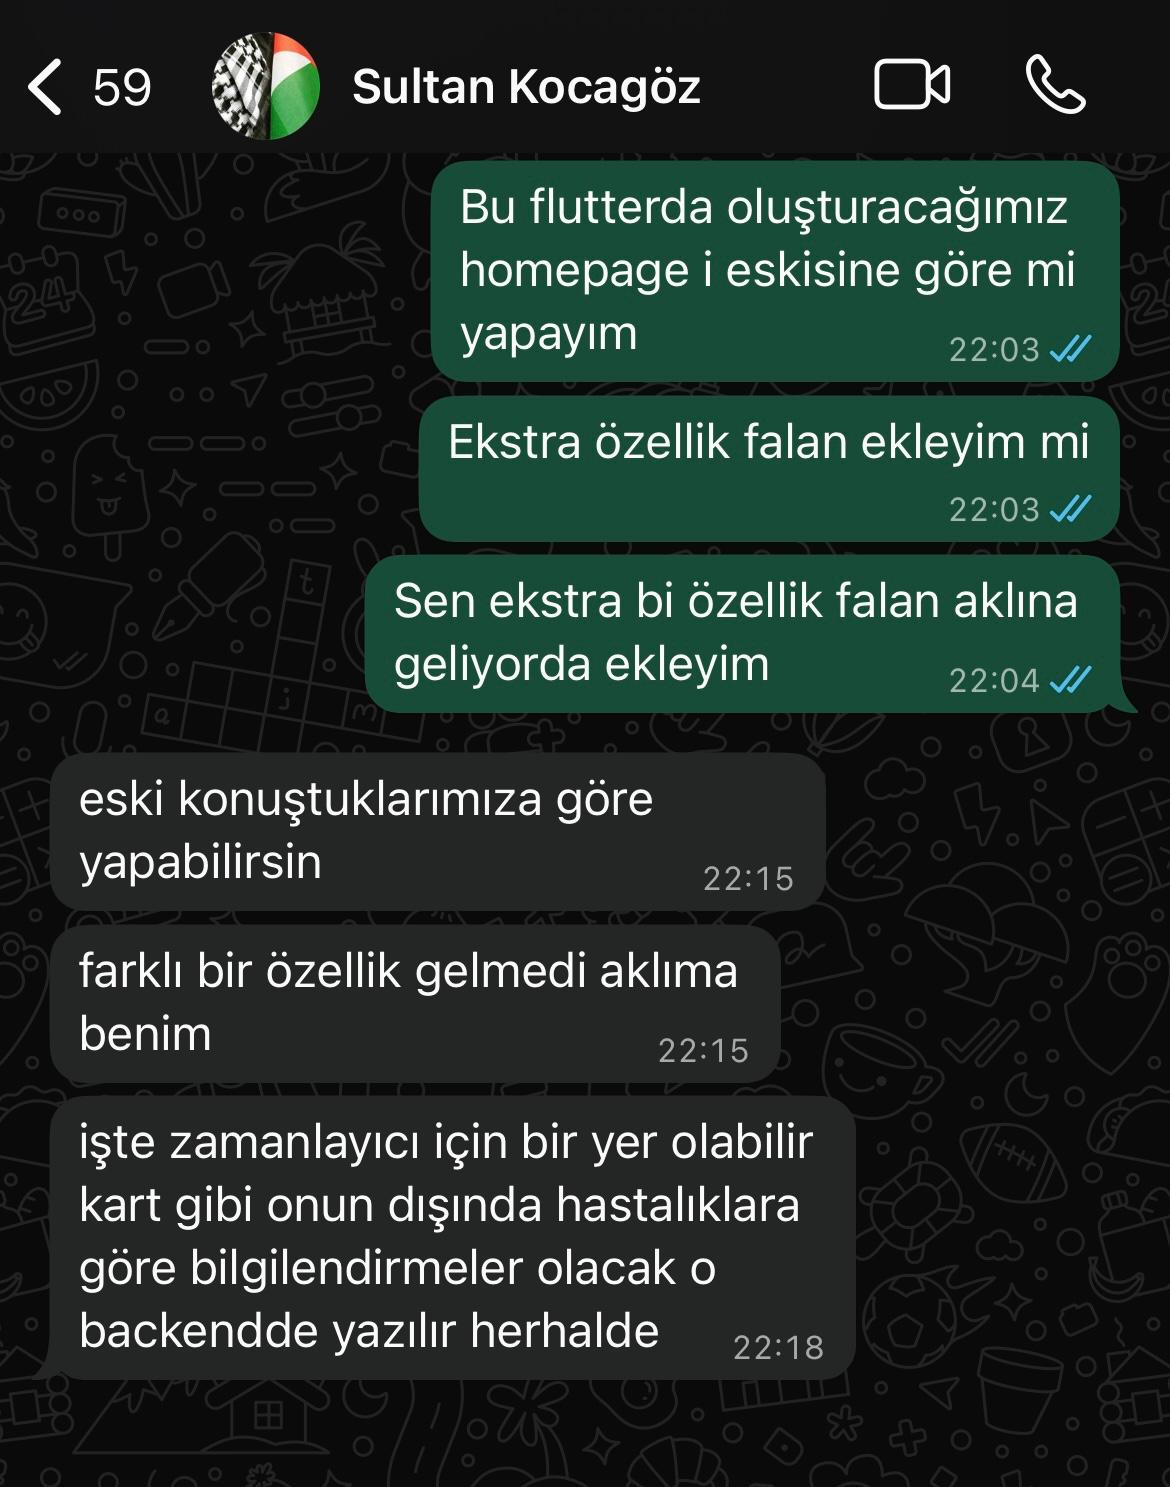 59
Sultan Kocagöz
Bu flutterda oluşturacağımız
homepage i eskisine göre mi
yapayım
22:03
Ekstra özellik falan ekleyim mi
22:03
Sen ekstra bi özellik falan aklına
geliyorda ekleyim
22:04
eski konuştuklarımıza göre
yapabilirsin
22:15
farklı bir özellik gelmedi aklıma
benim
22:15
işte zamanlayıcı için bir yer olabilir
kart gibi onun dışında hastalıklara
göre bilgilendirmeler olacak o
backendde yazılır herhalde
22:18